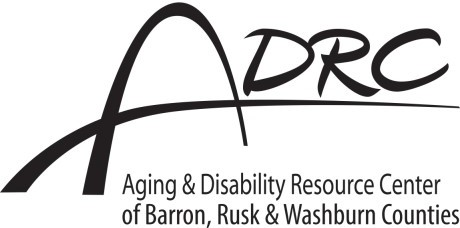 ADRC
Aging & Disability Resource Center
of Barron, Rusk & Washburn Counties